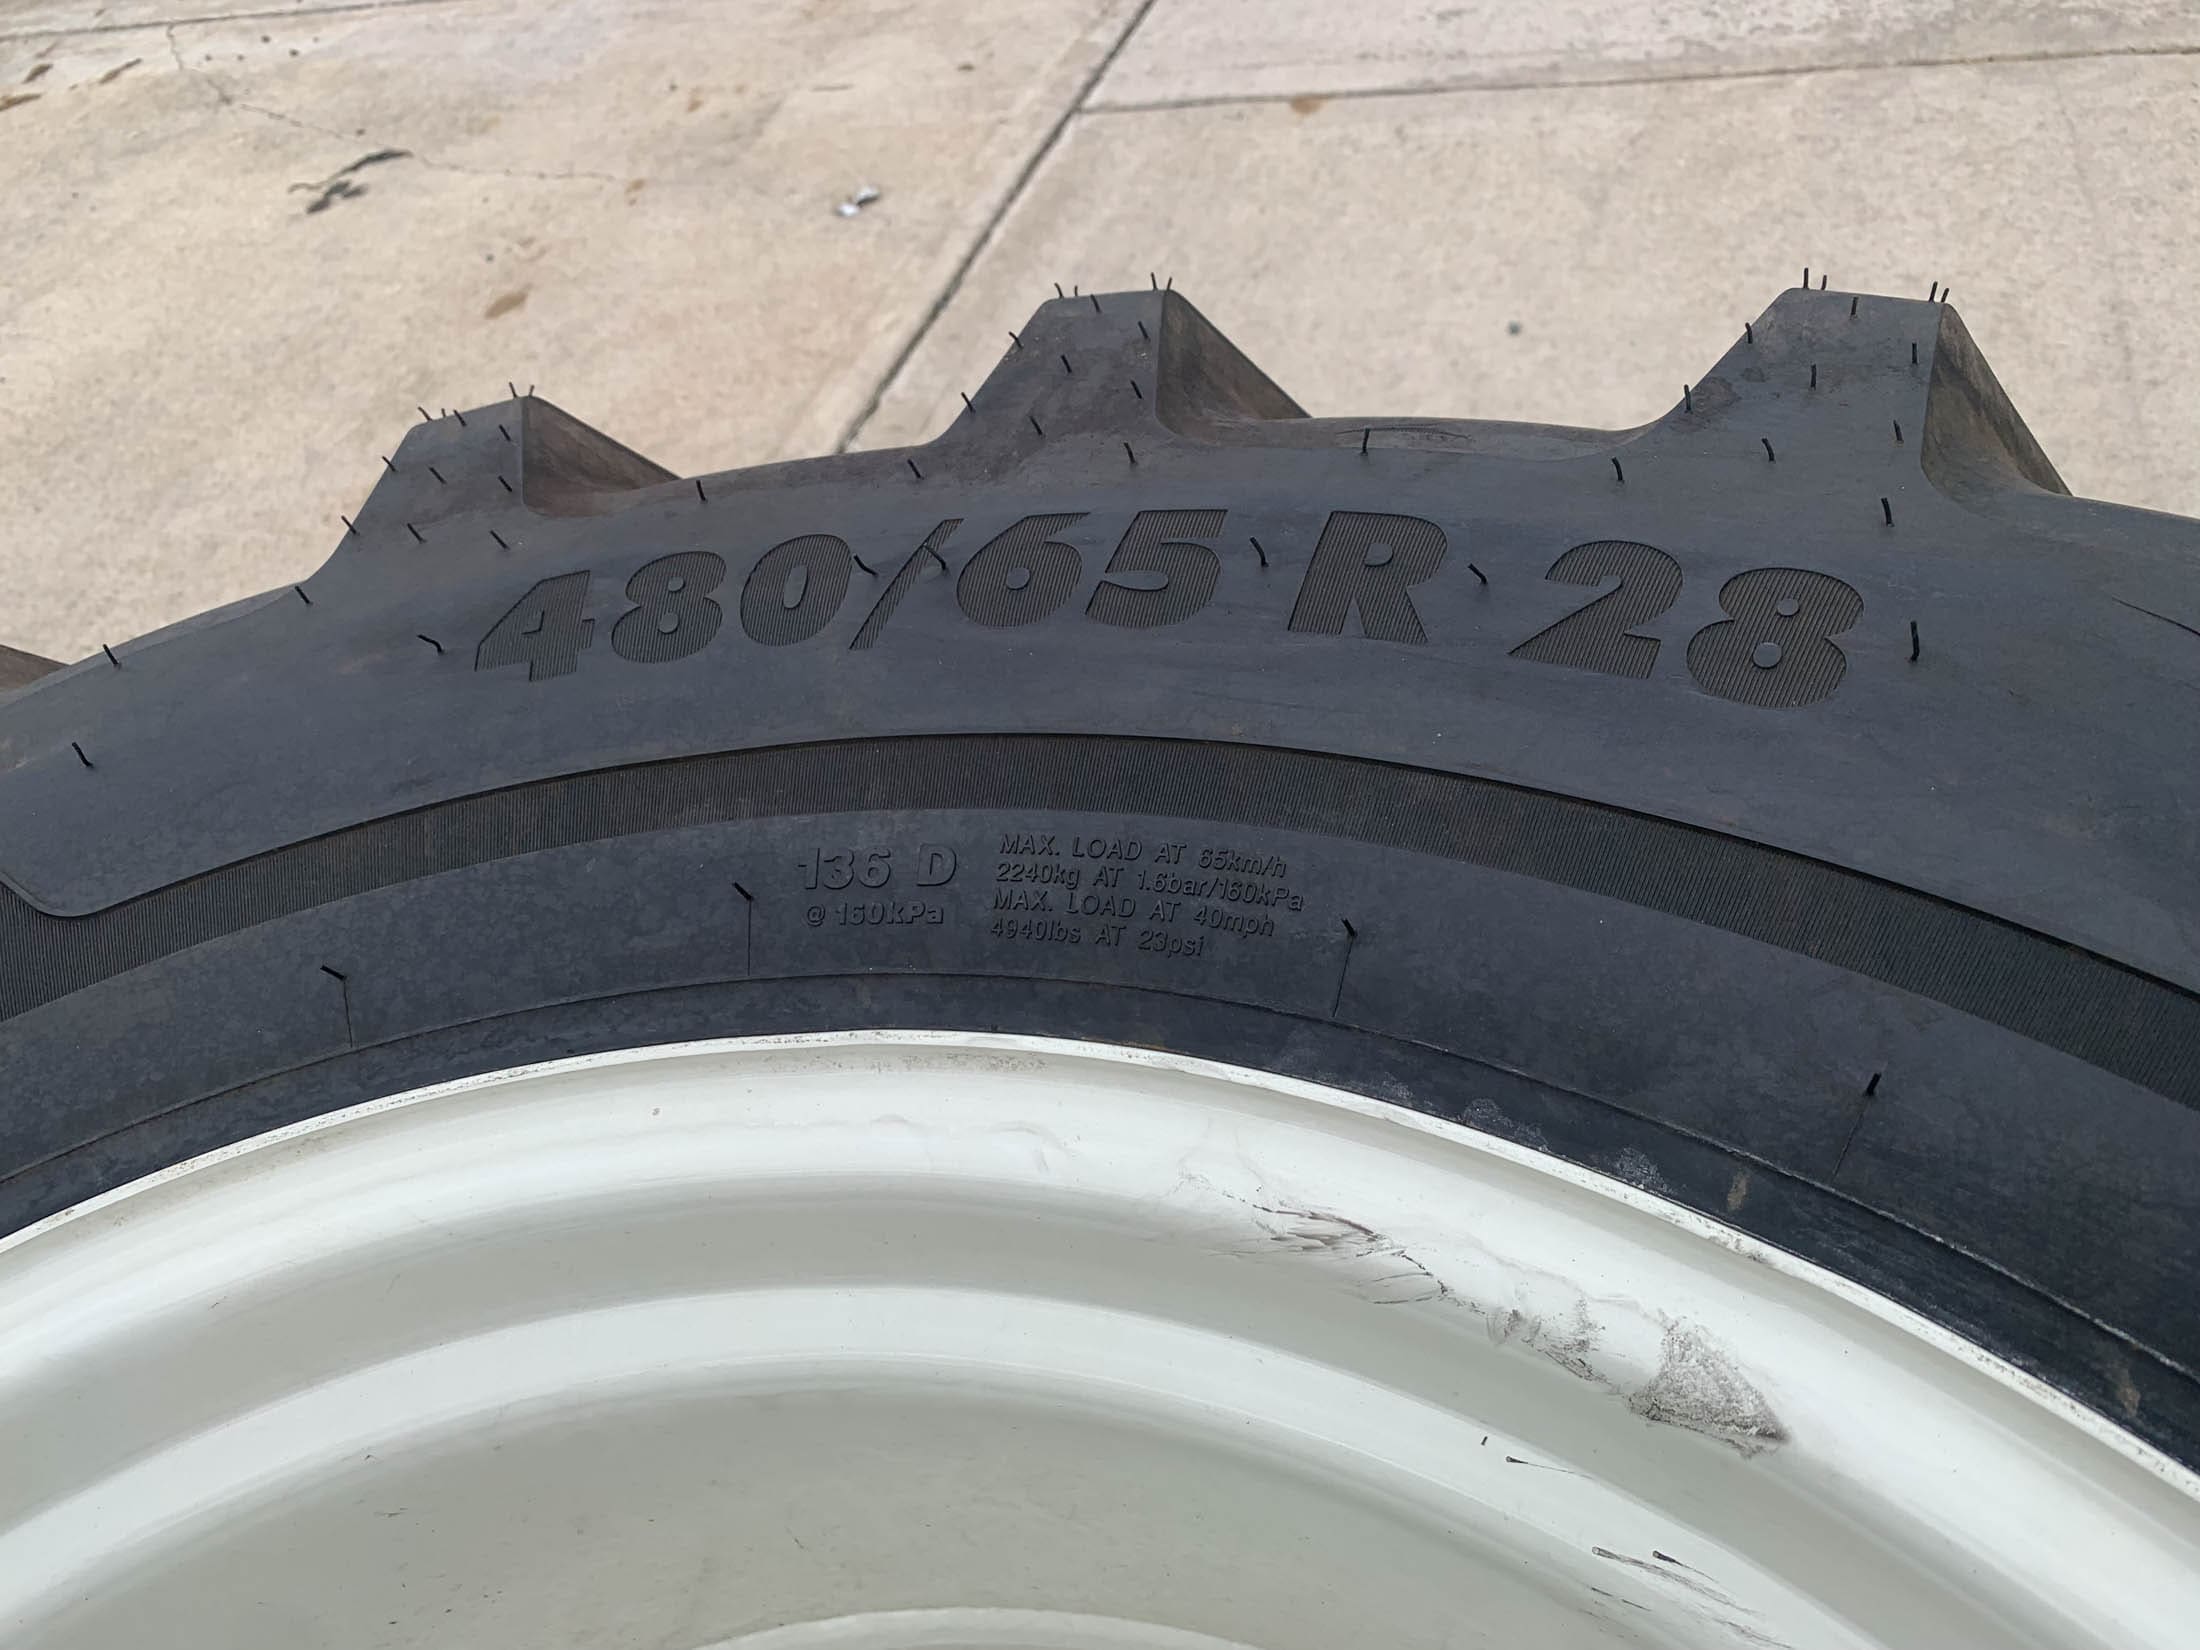 480/65 R 28
136 D
@ 160kPa
MAX. LOAD AT 65km/h
2240kg AT 1.6bar/160kPa
MAX. LOAD AT 40mph
4940lbs AT 23psi